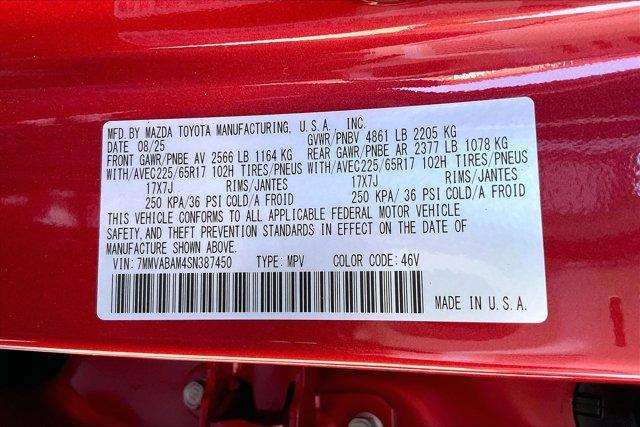 MFD. BY MAZDA TOYOTA MANUFACTURING, U.S.A., INC.
DATE 08/25 GVWR/PNBV 4861 LB 2205 KG
FRONT GAWR/PNBE AV 2566 LB 1164 KG REAR GAWR/PNBE AR 2377 LB 1078 KG
WITH/AVEC225/65R17 102H TIRES/PNEUS WITH/AVEC225/65R17 102H TIRES/PNEUS
17X7J RIMS/JANTES 17X7J RIMS/JANTES
250 KPA/36 PSI COLD/A FROID 250 KPA/ 36 PSI COLD/A FROID
THIS VEHICLE CONFORMS TO ALL APPLICABLE FEDERAL MOTOR VEHICLE
SAFETY, AND THEFT PREVENTION STANDARDS IN EFFECT ON THE DATE OF
MANUFACTURE SHOWN ABOVE.
VIN: 7MMVABAM4SN387450 TYPE: MPV COLOR CODE: 46V
MADE IN U.S.A.